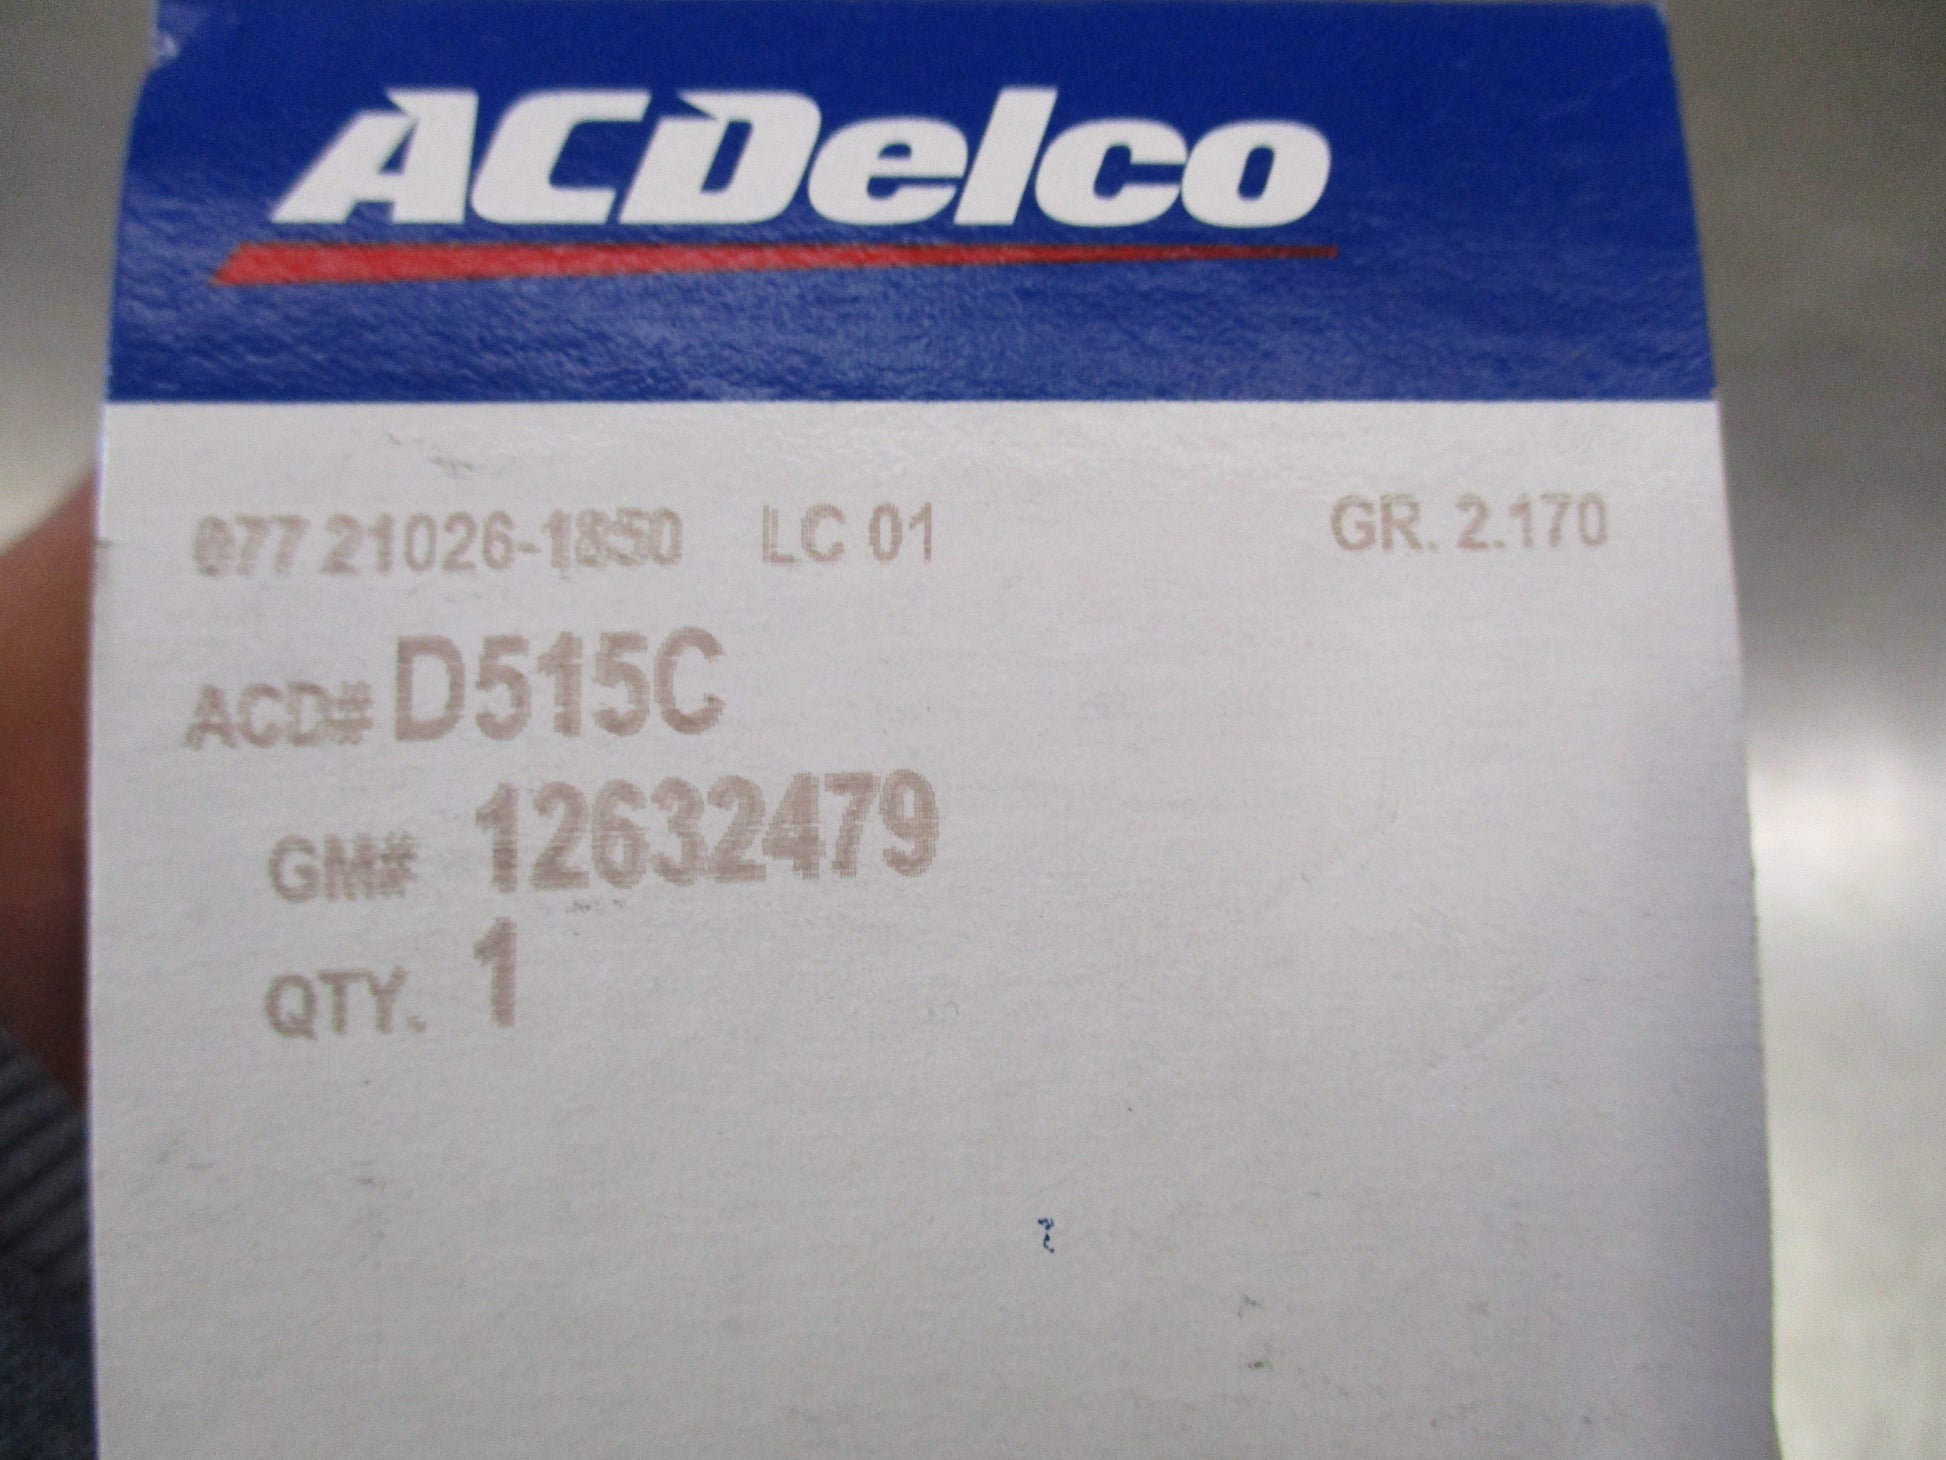 ACDelco
077 21026-1850 LC 01 GR. 2.170
ACD# D515C
GM# 12632479
QTY. 1